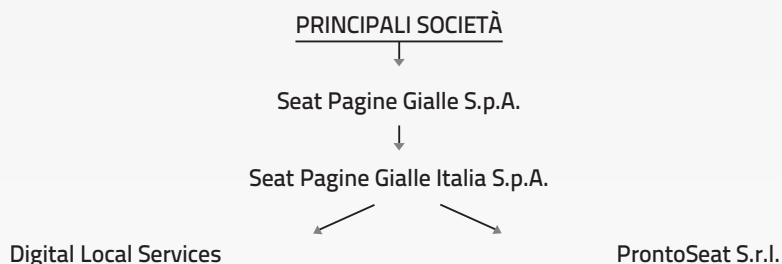 PRINCIPALI SOCIETÀ
Seat Pagine Gialle S.p.A.
Seat Pagine Gialle Italia S.p.A.
Digital Local Services
ProntoSeat S.r.l.